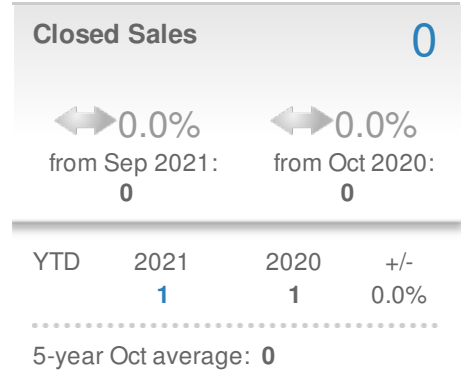 Closed Sales 0
0.0% 0.0%
from Sep 2021: from Oct 2020:
0 0
YTD 2021 2020 +/-
1 1 0.0%
5-year Oct average: 0